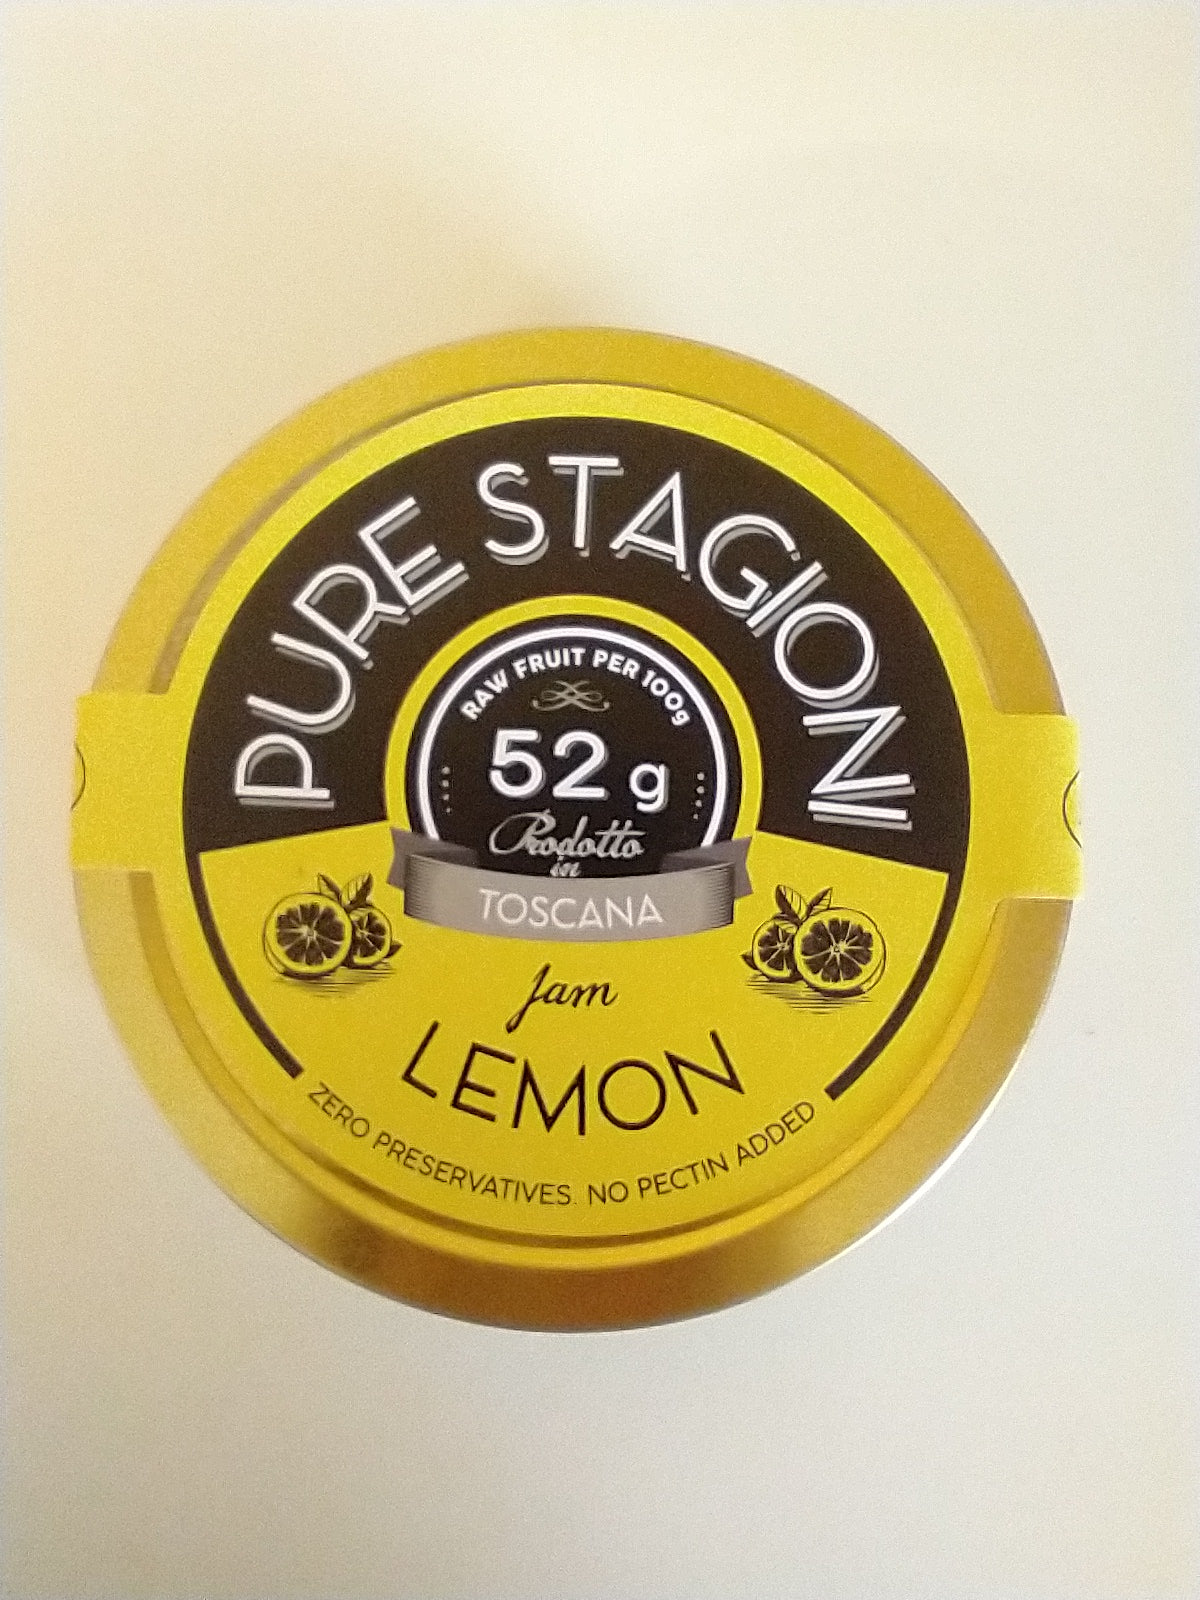 PURE STAGIONI
RAW FRUIT PER 100g
52 g
Prodotto
in
TOSCANA
Jam
LEMON
ZERO PRESERVATIVES. NO PECTIN ADDED